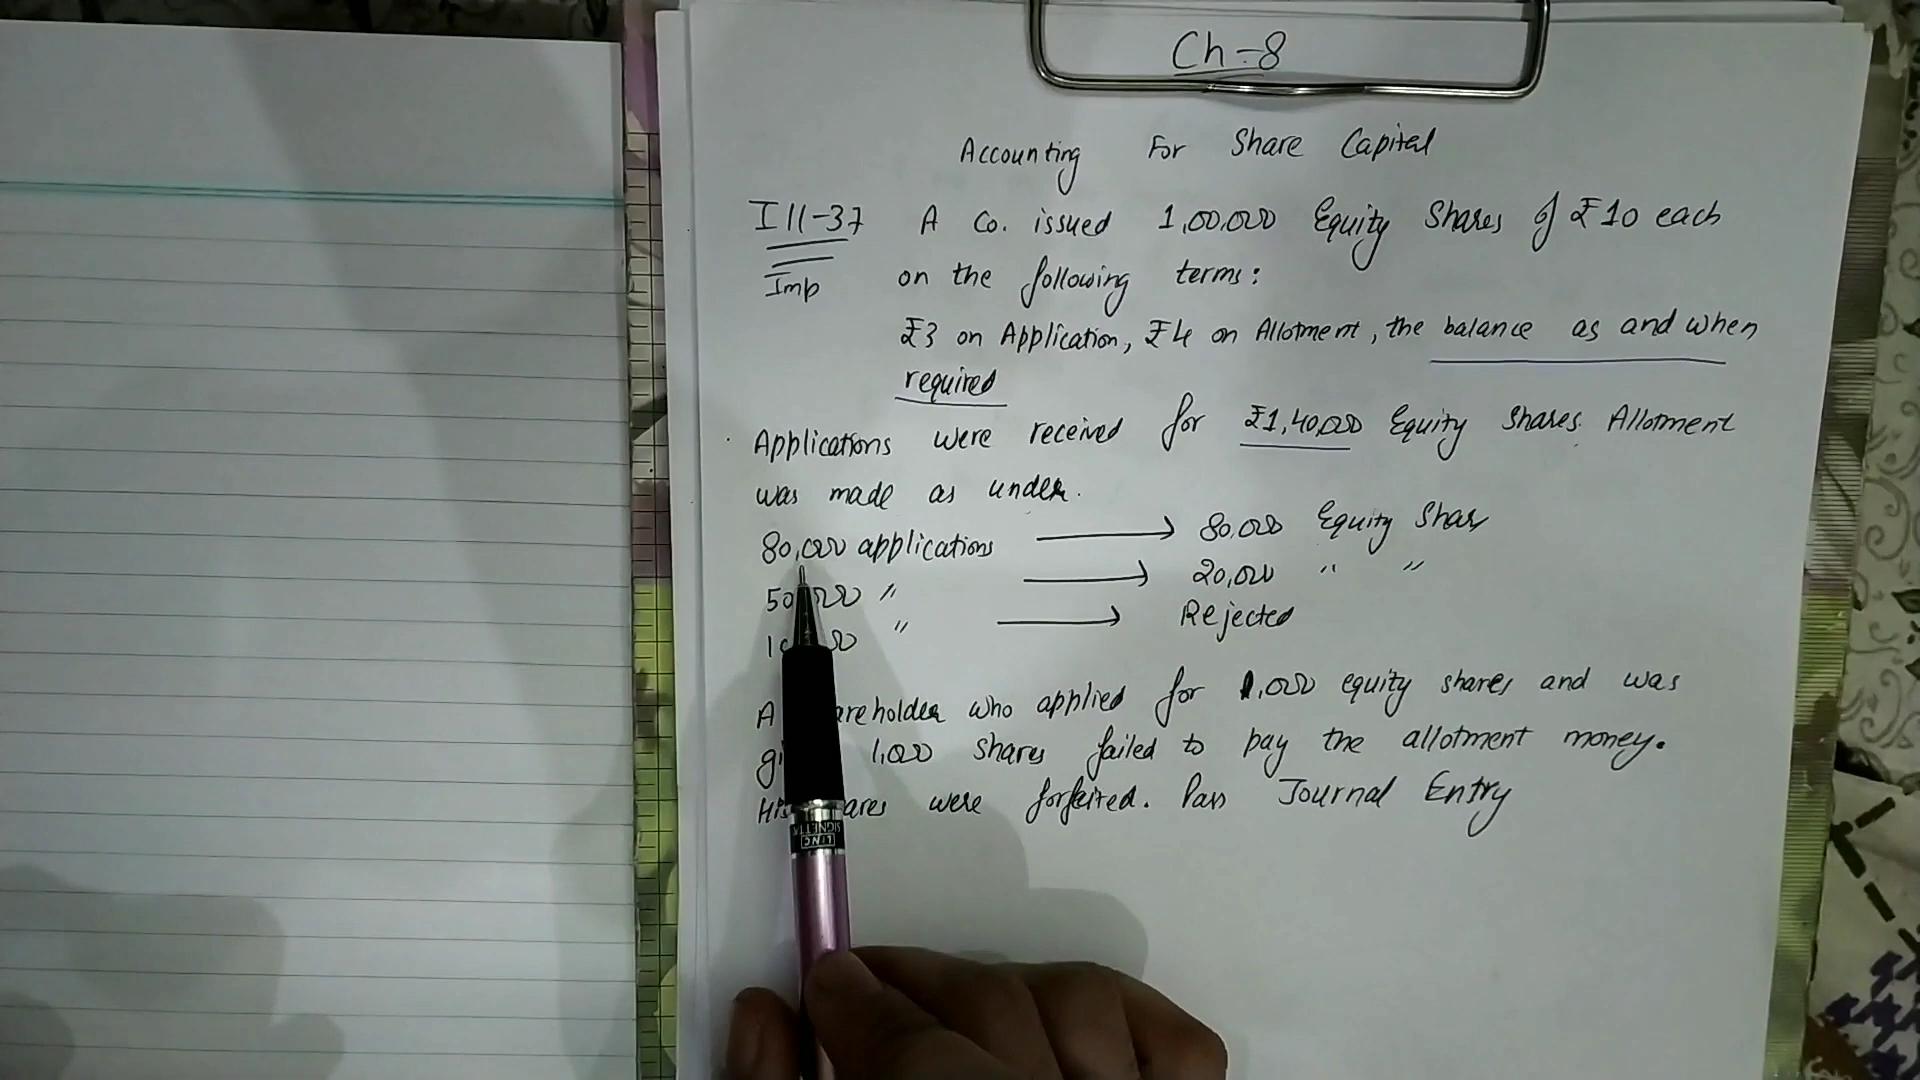 Ch-8
Accounting For Share Capital
Ill-37 A Co. issued 1,00,000 Equity Shares of ₹10 each
Imp on the following terms:
₹3 on Application, ₹4 on Allotment, the balance as and when
required
Applications were received for ₹1,40,000 Equity Shares. Allotment
was made as under.
80,000 applications → 80,000 Equity Shar
" → 20,000 " "
" → Rejected
A who applied for 1,000 equity shares and was
1,000 shares failed to pay the allotment money.
were forfeited. Pass Journal Entry
LINC
SIGNETTA